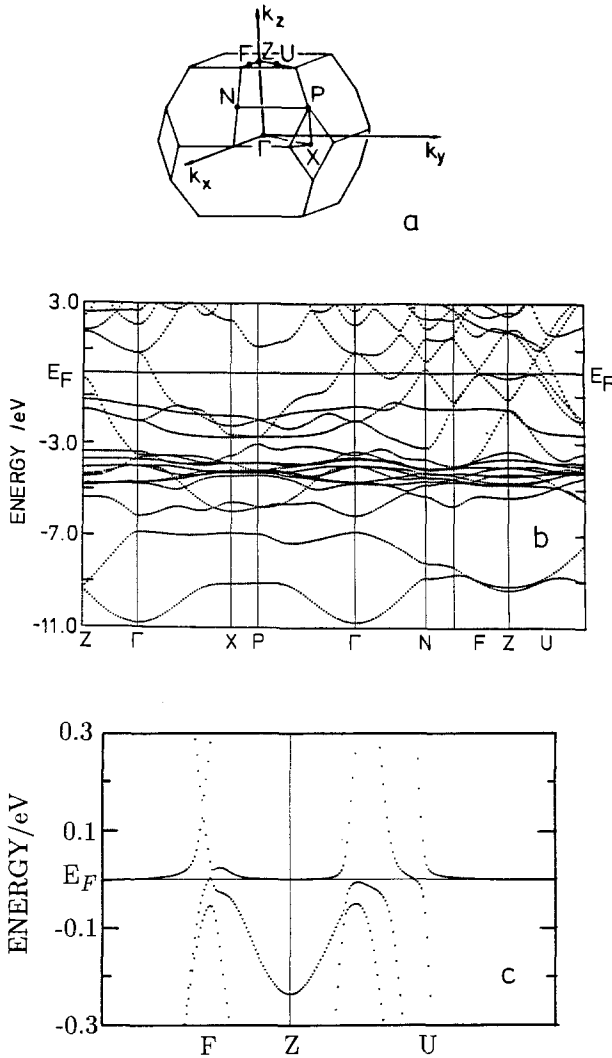 k_z
F Z U
N P
Γ X
k_x k_y
a
3.0
E_F E_F
-3.0
-7.0
-11.0
ENERGY /eV
b
Z Γ X P Γ N F Z U
0.3
0.1
E_F
-0.1
-0.3
ENERGY/eV
c
F Z U